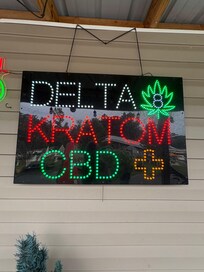 DELTA 8
KRATOM
CBD +